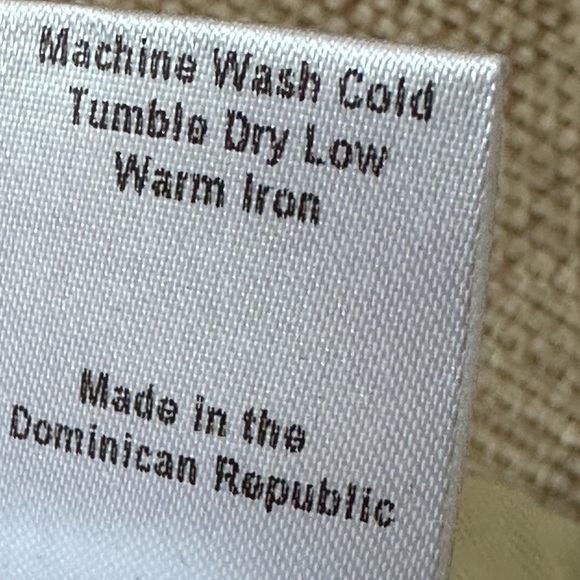 Machine Wash Cold
Tumble Dry Low
Warm Iron
Made in the
Dominican Republic